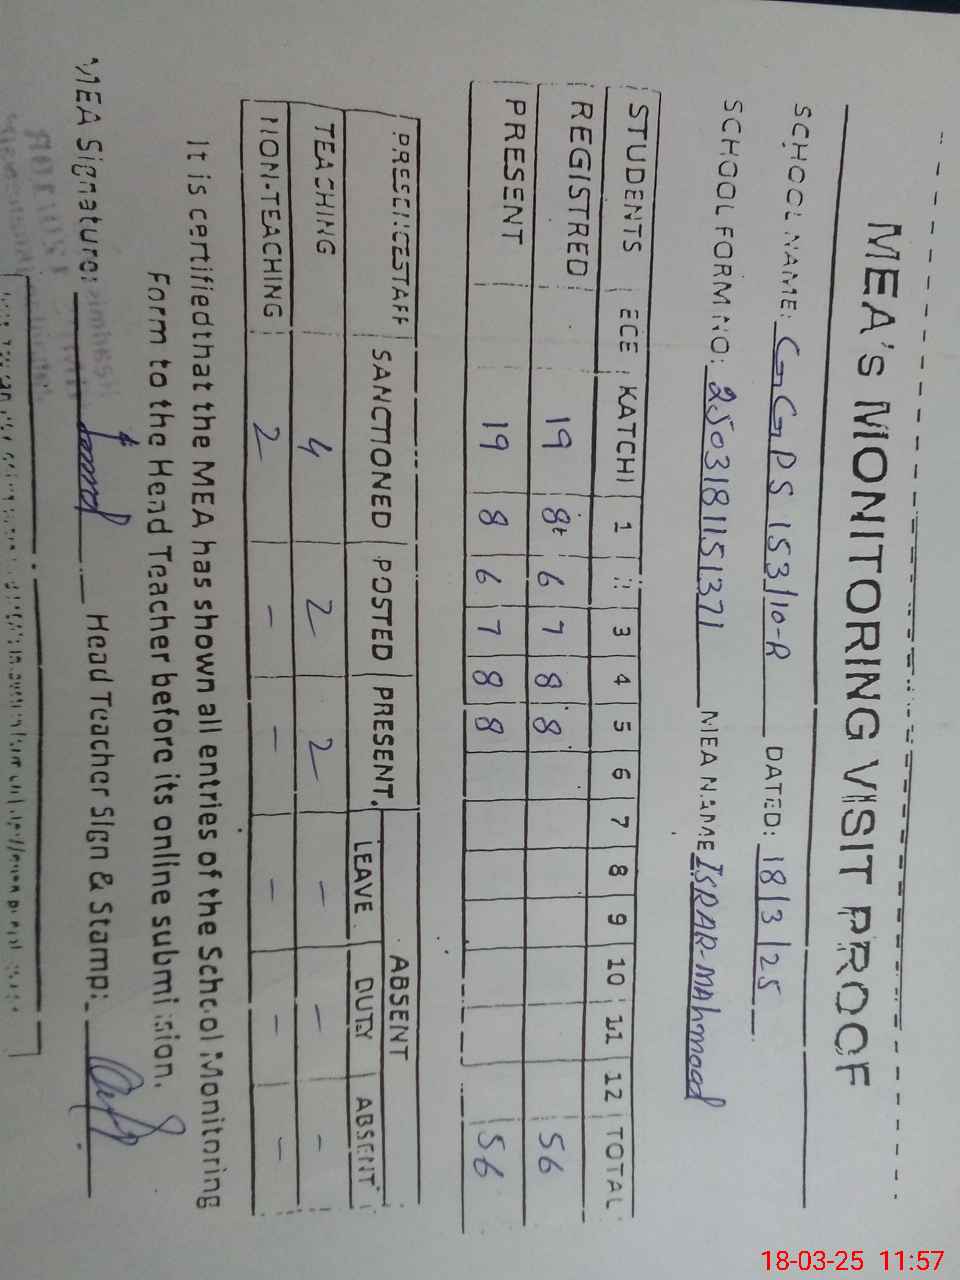 MEA'S MONITORING VISIT PROOF
SCHOOL NAME: GGPS 153/10-R DATED: 18/3/25
SCHOOL FORM NO: 2503181151371 MEA NAME ISRAR-MAhmood
STUDENTS ECE KATCHI 1 3 4 5 6 7 8 9 10 11 12 TOTAL
REGISTRED 19 8 6 7 8 8 56
PRESENT 19 8 6 7 8 8 56
PRESENCESTAFF SANCTIONED POSTED PRESENT. ABSENT
LEAVE DUTY ABSENT
TEACHING 4 2 2 - - -
NON-TEACHING 2 - - - - -
It is certified that the MEA has shown all entries of the School Monitoring
Form to the Head Teacher before its online submission.
MEA Signature: Head Teacher Sign & Stamp:
18-03-25 11:57